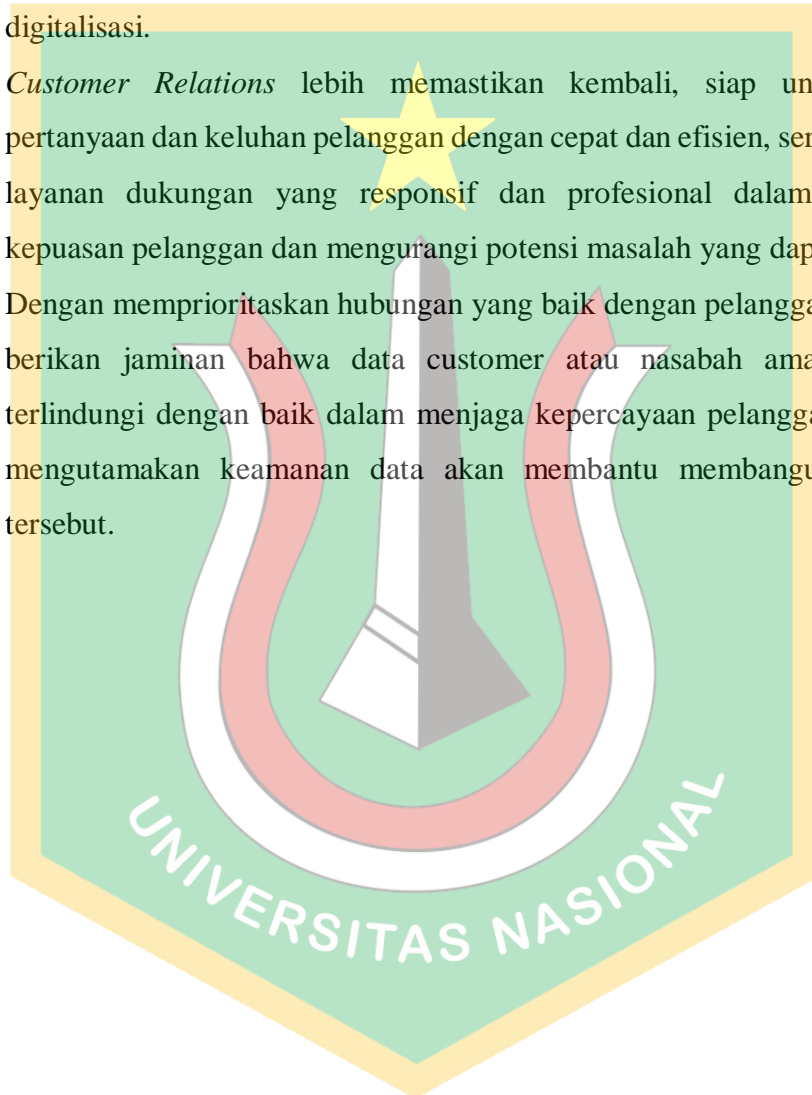 digitalisasi.
Customer Relations lebih memastikan kembali, siap un
pertanyaan dan keluhan pelanggan dengan cepat dan efisien, ser
layanan dukungan yang responsif dan profesional dalam
kepuasan pelanggan dan mengurangi potensi masalah yang dap
Dengan memprioritaskan hubungan yang baik dengan pelangga
berikan jaminan bahwa data customer atau nasabah ama
terlindungi dengan baik dalam menjaga kepercayaan pelangga
mengutamakan keamanan data akan membantu membangu
tersebut.
UNIVERSITAS NASIONAL